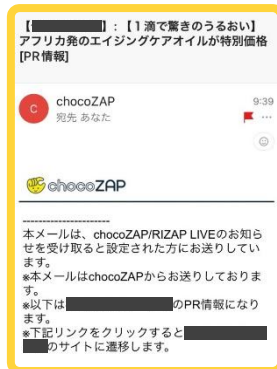 【 】:【1滴で驚きのうるおい】
アフリカ発のエイジングケアオイルが特別価格
[PR情報]
C
chocoZAP
9:39
宛先 あなた
chocoZAP
----------------------
本メールは、chocoZAP/RIZAP LIVEのお知ら
せを受け取ると設定された方にお送りしてい
ます。
※本メールはchocoZAPからお送りしておりま
す。
※以下は のPR情報になり
ます。
※下記リンクをクリックすると
のサイトに遷移します。